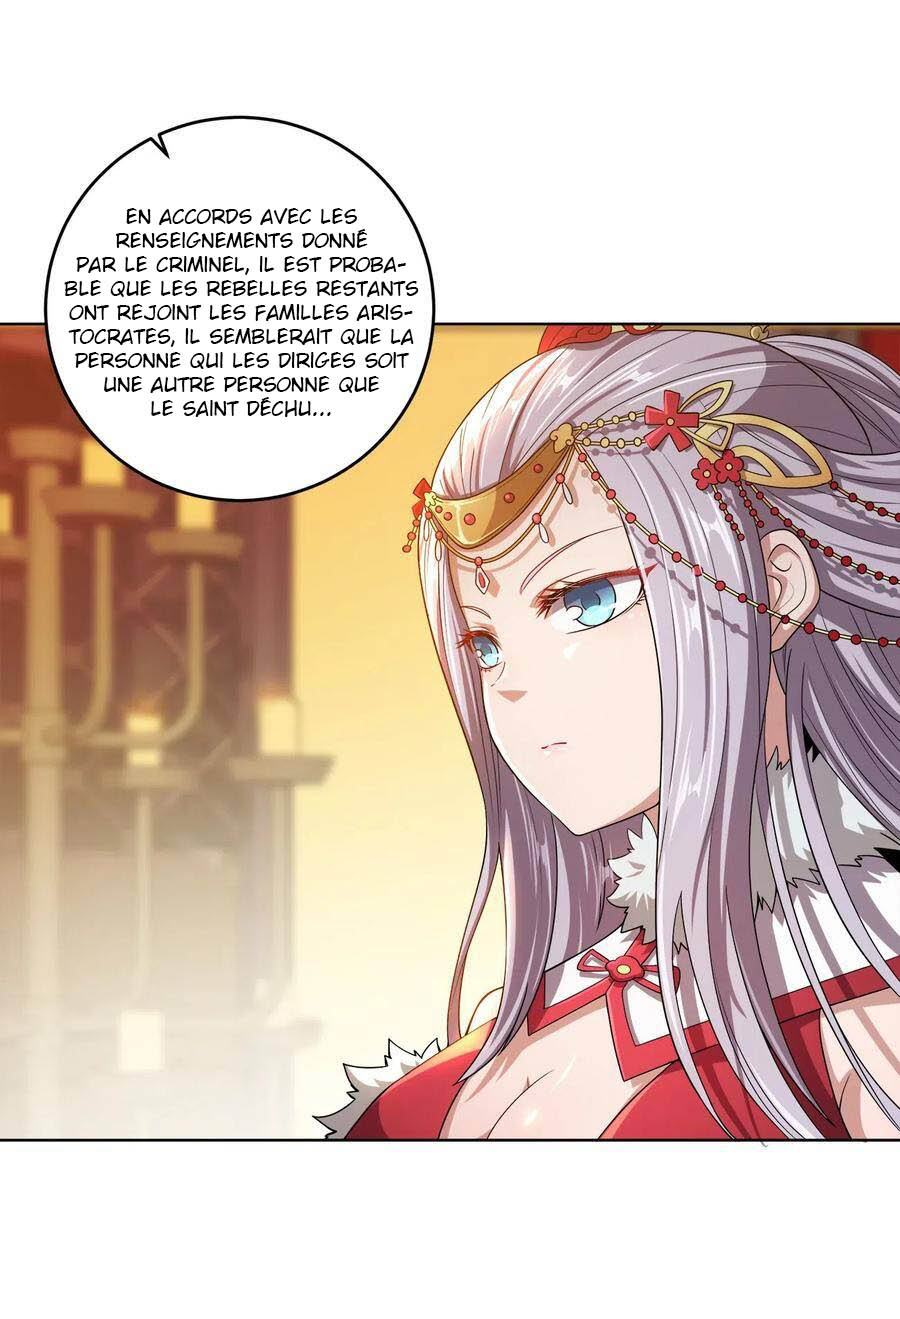 EN ACCORDS AVEC LES
RENSEIGNEMENTS DONNÉ
PAR LE CRIMINEL, IL EST PROBA-
BLE QUE LES REBELLES RESTANTS
ONT REJOINT LES FAMILLES ARIS-
TOCRATES, IL SEMBLERAIT QUE LA
PERSONNE QUI LES DIRIGES SOIT
UNE AUTRE PERSONNE QUE
LE SAINT DÉCHU...